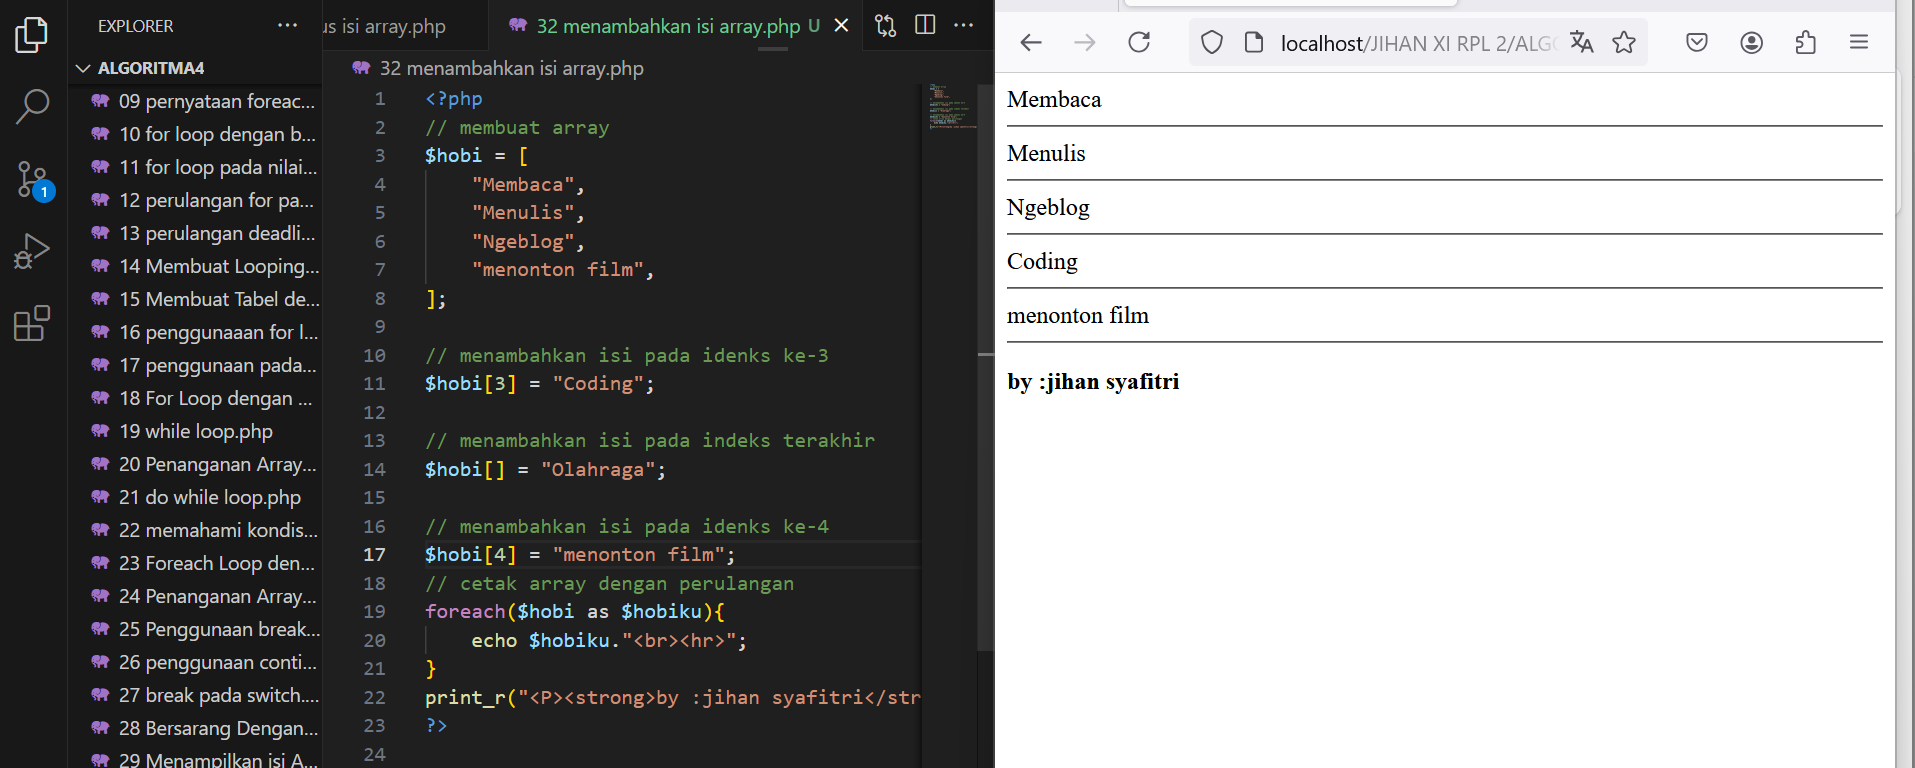 EXPLORER
ALGORITMA4
09 pernyataan foreac...
10 for loop dengan b...
11 for loop pada nilai...
12 perulangan for pa...
13 perulangan deadli...
14 Membuat Looping...
15 Membuat Tabel de...
16 penggunaaan for l...
17 penggunaan pada...
18 For Loop dengan ...
19 while loop.php
20 Penanganan Array...
21 do while loop.php
22 memahami kondis...
23 Foreach Loop den...
24 Penanganan Array...
25 Penggunaan break...
26 penggunaan conti...
27 break pada switch....
28 Bersarang Dengan...
29 Menampilkan isi A...
1
us isi array.php
32 menambahkan isi array.php U
32 menambahkan isi array.php
1 <?php
2 // membuat array
3 $hobi = [
4 "Membaca",
5 "Menulis",
6 "Ngeblog",
7 "menonton film",
8 ];
9
10 // menambahkan isi pada idenks ke-3
11 $hobi[3] = "Coding";
12
13 // menambahkan isi pada indeks terakhir
14 $hobi[] = "Olahraga";
15
16 // menambahkan isi pada idenks ke-4
17 $hobi[4] = "menonton film";
18 // cetak array dengan perulangan
19 foreach($hobi as $hobiku){
20 echo $hobiku."<br><hr>";
21 }
22 print_r("<P><strong>by :jihan syafitri</str
23 ?>
24
localhost/JIHAN XI RPL 2/ALG
Membaca
Menulis
Ngeblog
Coding
menonton film
by :jihan syafitri